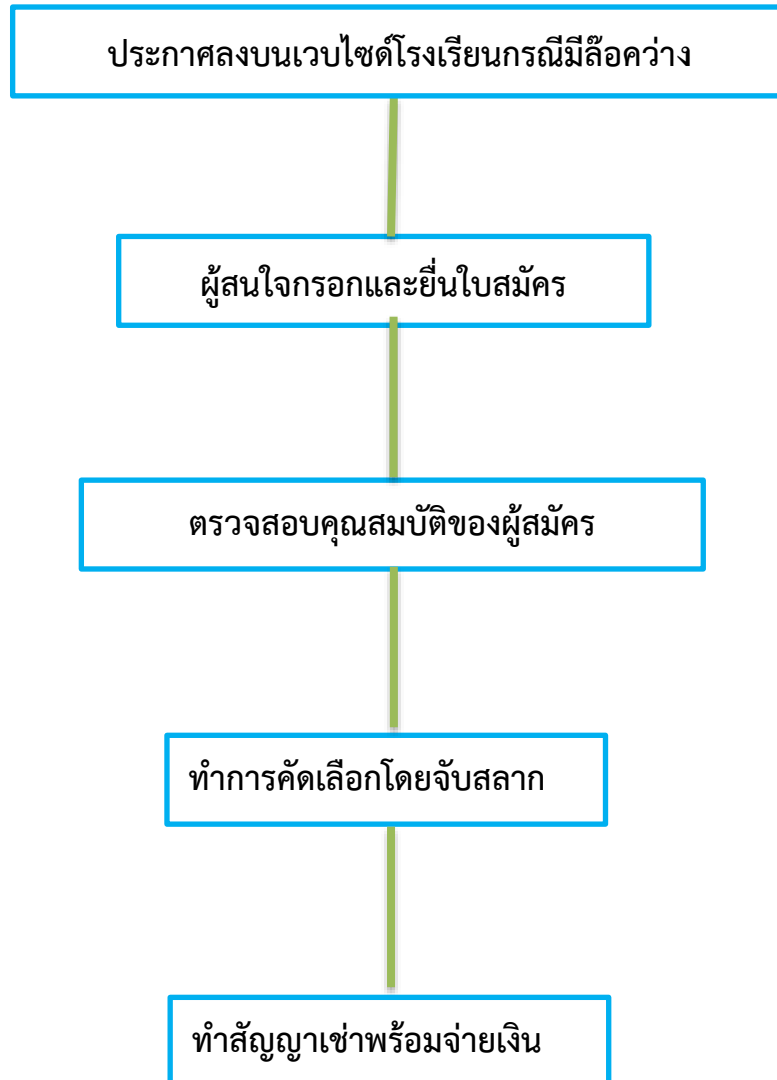 ประกาศลงบนเวบไซด์โรงเรียนกรณีมีล๊อคว่าง
ผู้สนใจกรอกและยื่นใบสมัคร
ตรวจสอบคุณสมบัติของผู้สมัคร
ทำการคัดเลือกโดยจับสลาก
ทำสัญญาเช่าพร้อมจ่ายเงิน